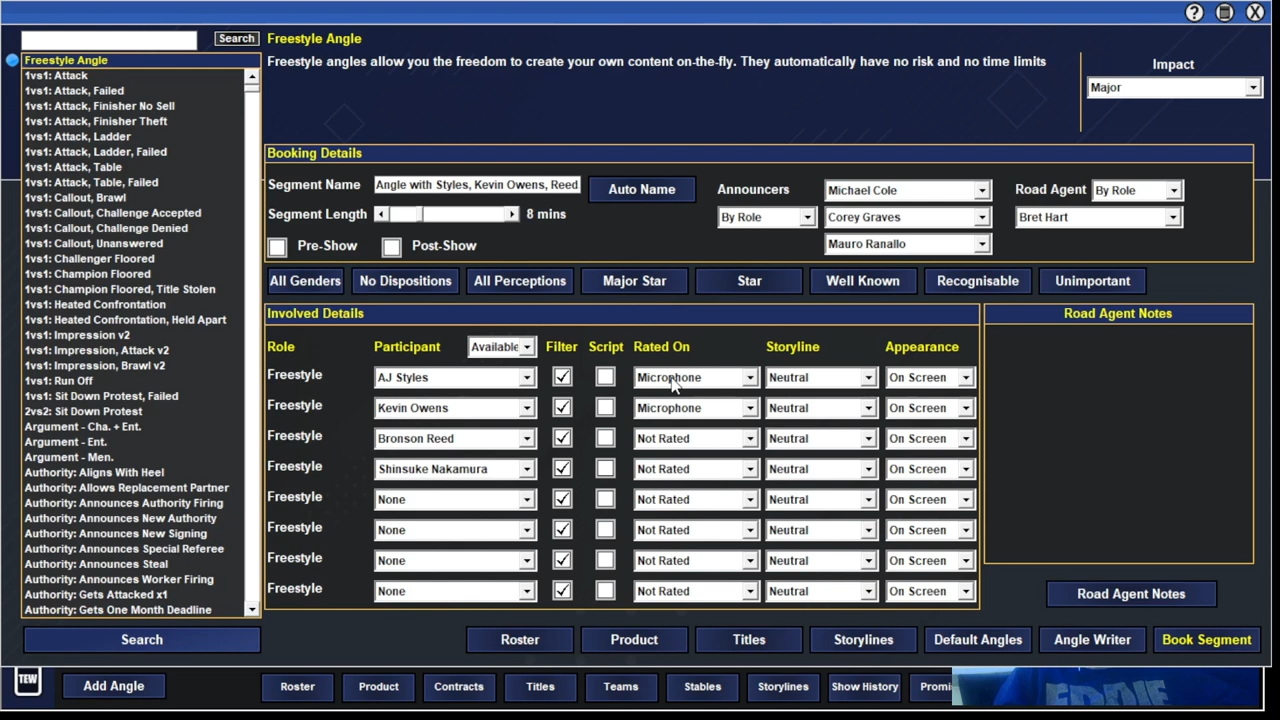 ?
X
Search
Freestyle Angle
Freestyle Angle
Freestyle angles allow you the freedom to create your own content on-the-fly. They automatically have no risk and no time limits
Impact
Major
1vs1: Attack
1vs1: Attack, Failed
1vs1: Attack, Finisher No Sell
1vs1: Attack, Finisher Theft
1vs1: Attack, Ladder
1vs1: Attack, Ladder, Failed
1vs1: Attack, Table
1vs1: Attack, Table, Failed
1vs1: Callout, Brawl
1vs1: Callout, Challenge Accepted
1vs1: Callout, Challenge Denied
1vs1: Callout, Unanswered
1vs1: Challenger Floored
1vs1: Champion Floored
1vs1: Champion Floored, Title Stolen
1vs1: Heated Confrontation
1vs1: Heated Confrontation, Held Apart
1vs1: Impression v2
1vs1: Impression, Attack v2
1vs1: Impression, Brawl v2
1vs1: Run Off
1vs1: Sit Down Protest, Failed
2vs2: Sit Down Protest
Argument - Cha. + Ent.
Argument - Ent.
Argument - Men.
Authority: Aligns With Heel
Authority: Allows Replacement Partner
Authority: Announces Authority Firing
Authority: Announces New Authority
Authority: Announces New Signing
Authority: Announces Special Referee
Authority: Announces Steal
Authority: Announces Worker Firing
Authority: Gets Attacked x1
Authority: Gets One Month Deadline
Search
Booking Details
Segment Name Angle with Styles, Kevin Owens, Reed Auto Name
Segment Length 8 mins
Pre-Show Post-Show
Announcers Michael Cole
By Role Corey Graves
Mauro Ranallo
Road Agent By Role
Bret Hart
All Genders No Dispositions All Perceptions Major Star Star Well Known Recognisable Unimportant
Involved Details
Role Participant Available Filter Script Rated On Storyline Appearance
Freestyle AJ Styles Microphone Neutral On Screen
Freestyle Kevin Owens Microphone Neutral On Screen
Freestyle Bronson Reed Not Rated Neutral On Screen
Freestyle Shinsuke Nakamura Not Rated Neutral On Screen
Freestyle None Not Rated Neutral On Screen
Freestyle None Not Rated Neutral On Screen
Freestyle None Not Rated Neutral On Screen
Freestyle None Not Rated Neutral On Screen
Road Agent Notes
Road Agent Notes
Roster Product Titles Storylines Default Angles Angle Writer Book Segment
TEW Add Angle Roster Product Contracts Titles Teams Stables Storylines Show History
EDDIE